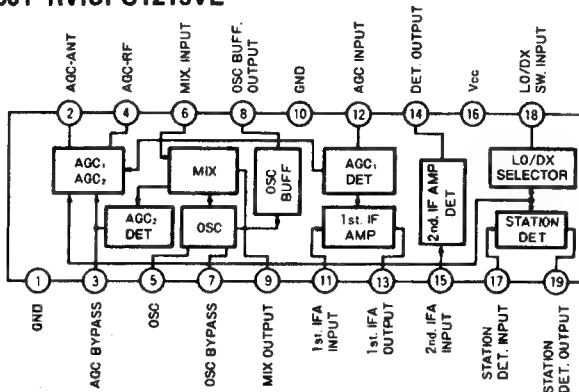 AGC-ANT
AGC-RF
MIX. INPUT
OSC BUFF.
OUTPUT
GND
AGC INPUT
DET. OUTPUT
Vcc
LO/DX
SW. INPUT
2
4
6
8
10
12
14
16
18
AGC₁
AGC₂
MIX
OSC
BUFF
AGC₁
DET
2nd. IF AMP
DET
LO/DX
SELECTOR
AGC₂
DET
OSC
1st. IF
AMP
STATION
DET
1
3
5
7
9
11
13
15
17
19
GND
AGC BYPASS
OSC
OSC BYPASS
MIX OUTPUT
1st. IFA
INPUT
1st. IFA
OUTPUT
2nd. IFA
INPUT
STATION
DET. INPUT
STATION
DET. OUTPUT